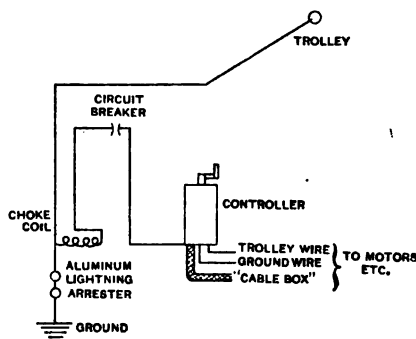 TROLLEY
CIRCUIT
BREAKER
CONTROLLER
CHOKE
COIL
TROLLEY WIRE
GROUND WIRE
"CABLE BOX"
TO MOTORS
ETC.
ALUMINUM
LIGHTNING
ARRESTER
GROUND